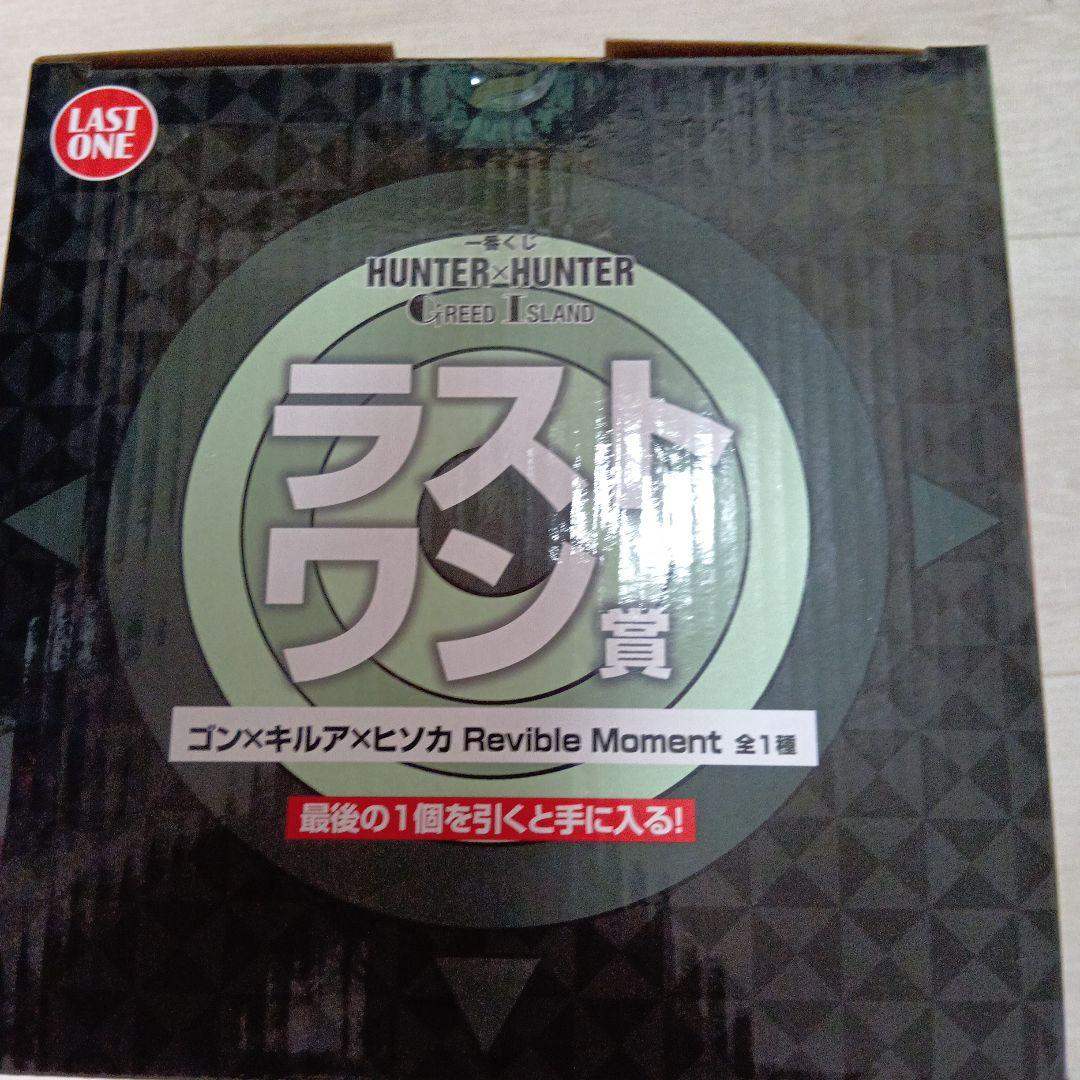 LAST
ONE
一番くじ
HUNTER×HUNTER
GREED ISLAND
ラスト
ワン賞
ゴン×キルア×ヒソカ Revible Moment 全1種
最後の1個を引くと手に入る!